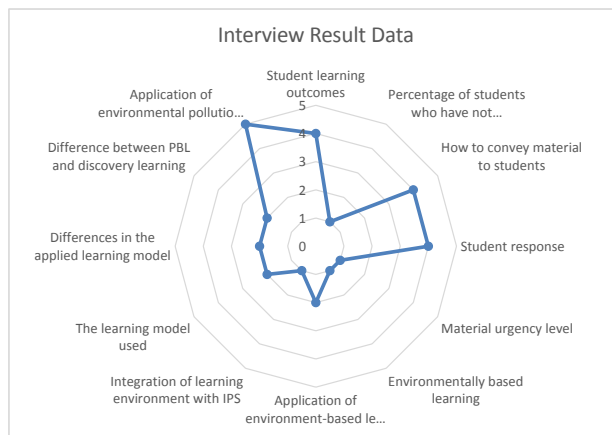 Interview Result Data
Student learning
outcomes
Percentage of students
who have not...
How to convey material
to students
Student response
Material urgency level
Environmentally based
learning
Application of
environment-based le...
Integration of learning
environment with IPS
The learning model
used
Differences in the
applied learning model
Difference between PBL
and discovery learning
Application of
environmental pollutio...
5
4
3
2
1
0